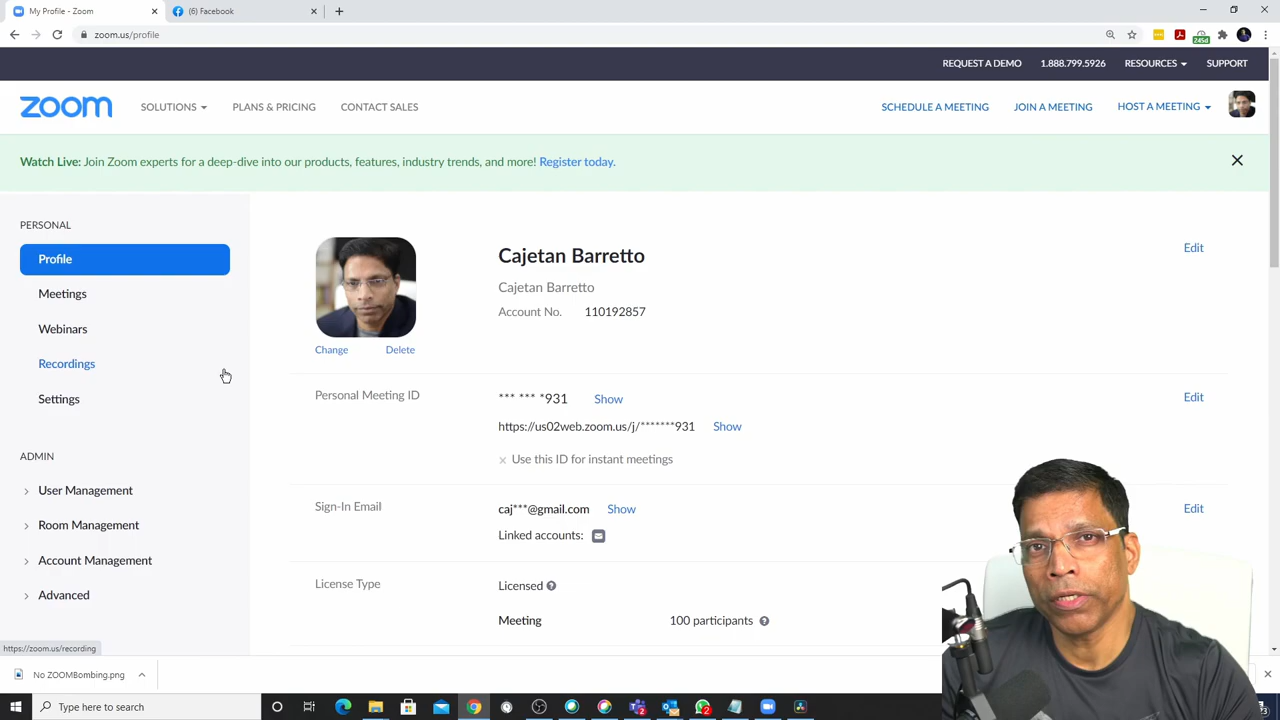 My Profile - Zoom
(6) Facebook
zoom.us/profile
245d
REQUEST A DEMO 1.888.799.5926 RESOURCES SUPPORT
zoom SOLUTIONS PLANS & PRICING CONTACT SALES SCHEDULE A MEETING JOIN A MEETING HOST A MEETING
Watch Live: Join Zoom experts for a deep-dive into our products, features, industry trends, and more! Register today.
PERSONAL
Profile
Meetings
Webinars
Recordings
Settings
ADMIN
User Management
Room Management
Account Management
Advanced
Cajetan Barretto
Edit
Cajetan Barretto
Account No. 110192857
Change Delete
Personal Meeting ID *** *** *931 Show Edit
https://us02web.zoom.us/j/*******931 Show
× Use this ID for instant meetings
Sign-In Email caj***@gmail.com Show Edit
Linked accounts:
License Type Licensed
Meeting 100 participants
https://zoom.us/recording
No ZOOMBombing.png
Type here to search